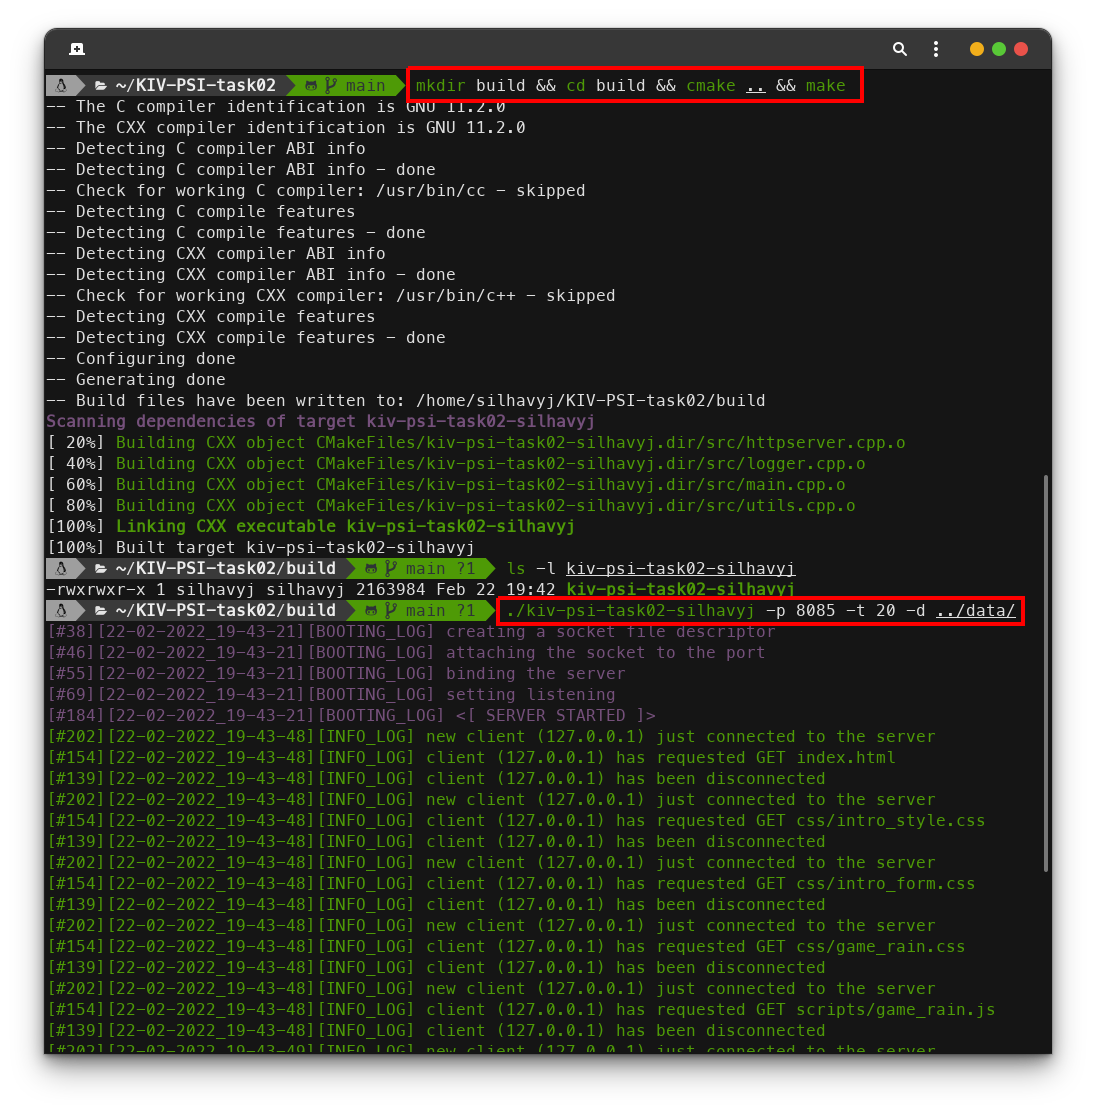 ~/KIV-PSI-task02 main mkdir build && cd build && cmake .. && make
-- The C compiler identification is GNU 11.2.0
-- The CXX compiler identification is GNU 11.2.0
-- Detecting C compiler ABI info
-- Detecting C compiler ABI info - done
-- Check for working C compiler: /usr/bin/cc - skipped
-- Detecting C compile features
-- Detecting C compile features - done
-- Detecting CXX compiler ABI info
-- Detecting CXX compiler ABI info - done
-- Check for working CXX compiler: /usr/bin/c++ - skipped
-- Detecting CXX compile features
-- Detecting CXX compile features - done
-- Configuring done
-- Generating done
-- Build files have been written to: /home/silhavyj/KIV-PSI-task02/build
Scanning dependencies of target kiv-psi-task02-silhavyj
[ 20%] Building CXX object CMakeFiles/kiv-psi-task02-silhavyj.dir/src/httpserver.cpp.o
[ 40%] Building CXX object CMakeFiles/kiv-psi-task02-silhavyj.dir/src/logger.cpp.o
[ 60%] Building CXX object CMakeFiles/kiv-psi-task02-silhavyj.dir/src/main.cpp.o
[ 80%] Building CXX object CMakeFiles/kiv-psi-task02-silhavyj.dir/src/utils.cpp.o
[100%] Linking CXX executable kiv-psi-task02-silhavyj
[100%] Built target kiv-psi-task02-silhavyj
~/KIV-PSI-task02/build main ?1 ls -l kiv-psi-task02-silhavyj
-rwxrwxr-x 1 silhavyj silhavyj 2163984 Feb 22 19:42 kiv-psi-task02-silhavyj
~/KIV-PSI-task02/build main ?1 ./kiv-psi-task02-silhavyj -p 8085 -t 20 -d ../data/
[#38][22-02-2022_19-43-21][BOOTING_LOG] creating a socket file descriptor
[#46][22-02-2022_19-43-21][BOOTING_LOG] attaching the socket to the port
[#55][22-02-2022_19-43-21][BOOTING_LOG] binding the server
[#69][22-02-2022_19-43-21][BOOTING_LOG] setting listening
[#184][22-02-2022_19-43-21][BOOTING_LOG] <[ SERVER STARTED ]>
[#202][22-02-2022_19-43-48][INFO_LOG] new client (127.0.0.1) just connected to the server
[#154][22-02-2022_19-43-48][INFO_LOG] client (127.0.0.1) has requested GET index.html
[#139][22-02-2022_19-43-48][INFO_LOG] client (127.0.0.1) has been disconnected
[#202][22-02-2022_19-43-48][INFO_LOG] new client (127.0.0.1) just connected to the server
[#154][22-02-2022_19-43-48][INFO_LOG] client (127.0.0.1) has requested GET css/intro_style.css
[#139][22-02-2022_19-43-48][INFO_LOG] client (127.0.0.1) has been disconnected
[#202][22-02-2022_19-43-48][INFO_LOG] new client (127.0.0.1) just connected to the server
[#154][22-02-2022_19-43-48][INFO_LOG] client (127.0.0.1) has requested GET css/intro_form.css
[#139][22-02-2022_19-43-48][INFO_LOG] client (127.0.0.1) has been disconnected
[#202][22-02-2022_19-43-48][INFO_LOG] new client (127.0.0.1) just connected to the server
[#154][22-02-2022_19-43-48][INFO_LOG] client (127.0.0.1) has requested GET css/game_rain.css
[#139][22-02-2022_19-43-48][INFO_LOG] client (127.0.0.1) has been disconnected
[#202][22-02-2022_19-43-48][INFO_LOG] new client (127.0.0.1) just connected to the server
[#154][22-02-2022_19-43-48][INFO_LOG] client (127.0.0.1) has requested GET scripts/game_rain.js
[#139][22-02-2022_19-43-48][INFO_LOG] client (127.0.0.1) has been disconnected
[#202][22-02-2022_19-43-49][INFO_LOG] new client (127.0.0.1) just connected to the server